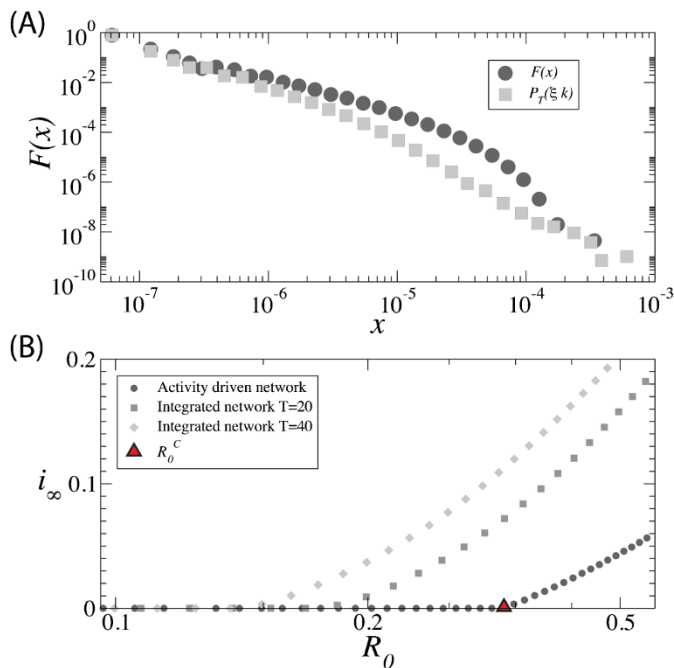 (A)
10^0
10^-2
10^-4
10^-6
10^-8
10^-10
F(x)
F(x)
P_T(ξ k)
10^-7
10^-6
10^-5
10^-4
10^-3
x
(B)
0.2
0.1
0
i_∞
Activity driven network
Integrated network T=20
Integrated network T=40
R_0^C
0.1
0.2
0.5
R_0